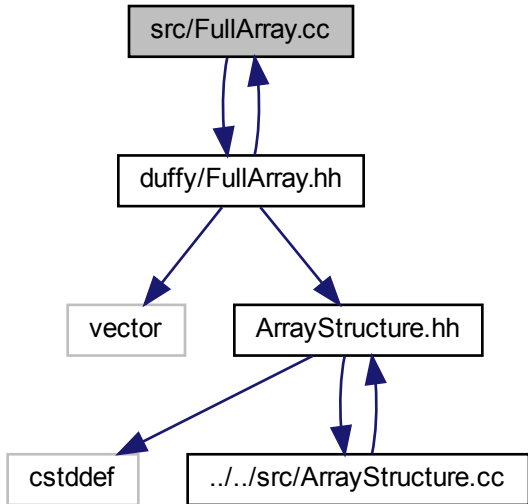 src/FullArray.cc
duffy/FullArray.hh
vector
ArrayStructure.hh
cstddef
../../src/ArrayStructure.cc